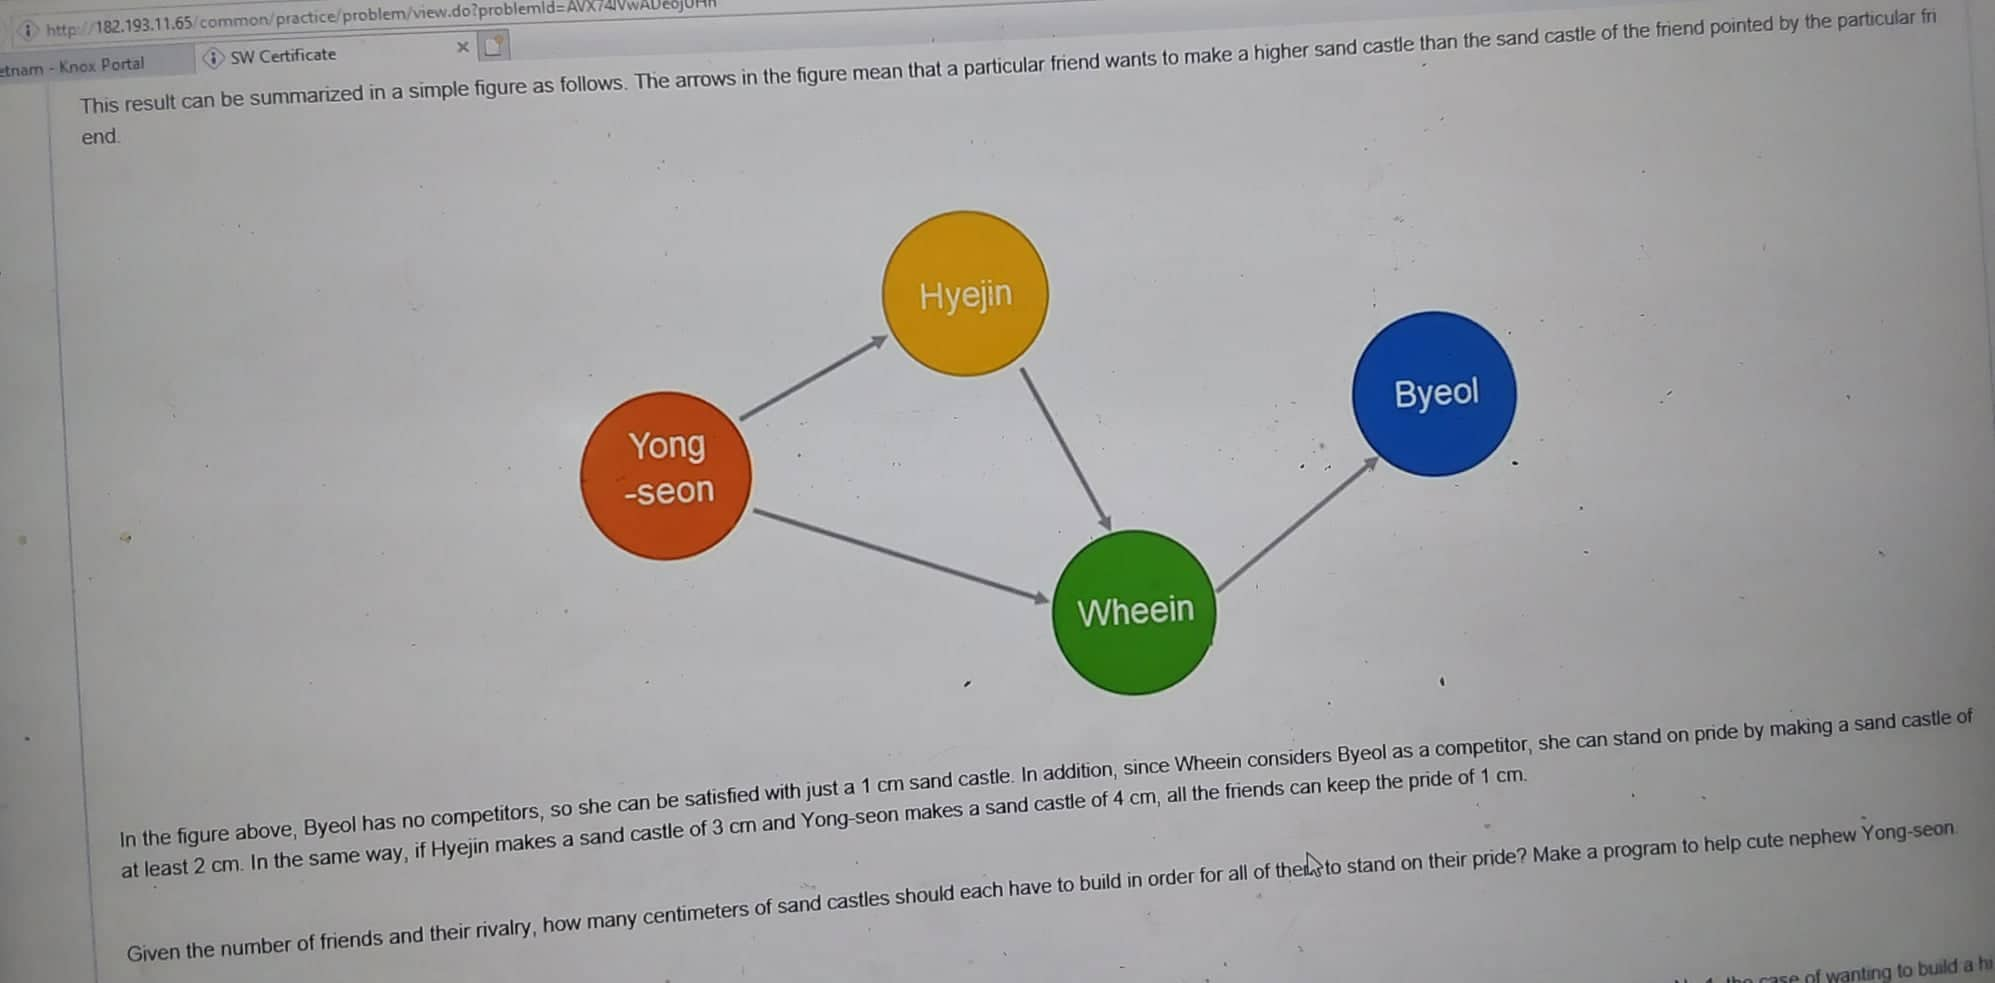 http://182.193.11.65/common/practice/problem/view.do?problemId=AVX74IVwADeojUHh
etnam - Knox Portal
SW Certificate
This result can be summarized in a simple figure as follows. The arrows in the figure mean that a particular friend wants to make a higher sand castle than the sand castle of the friend pointed by the particular fri
end.
Hyejin
Byeol
Yong
-seon
Wheein
In the figure above, Byeol has no competitors, so she can be satisfied with just a 1 cm sand castle. In addition, since Wheein considers Byeol as a competitor, she can stand on pride by making a sand castle of
at least 2 cm. In the same way, if Hyejin makes a sand castle of 3 cm and Yong-seon makes a sand castle of 4 cm, all the friends can keep the pride of 1 cm.
Given the number of friends and their rivalry, how many centimeters of sand castles should each have to build in order for all of them to stand on their pride? Make a program to help cute nephew Yong-seon.
the case of wanting to build a hi